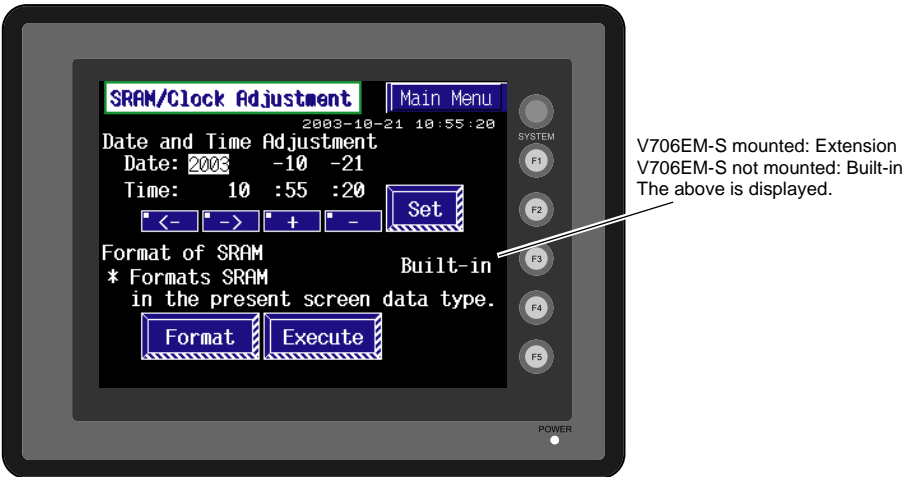 SRAM/Clock Adjustment Main Menu
2003-10-21 10:55:20
SYSTEM
Date and Time Adjustment
Date: 2003 -10 -21
F1
Time: 10 :55 :20
<- -> + - Set
F2
Format of SRAM
Built-in
F3
* Formats SRAM
in the present screen data type.
F4
Format Execute
F5
POWER
V706EM-S mounted: Extension
V706EM-S not mounted: Built-in
The above is displayed.